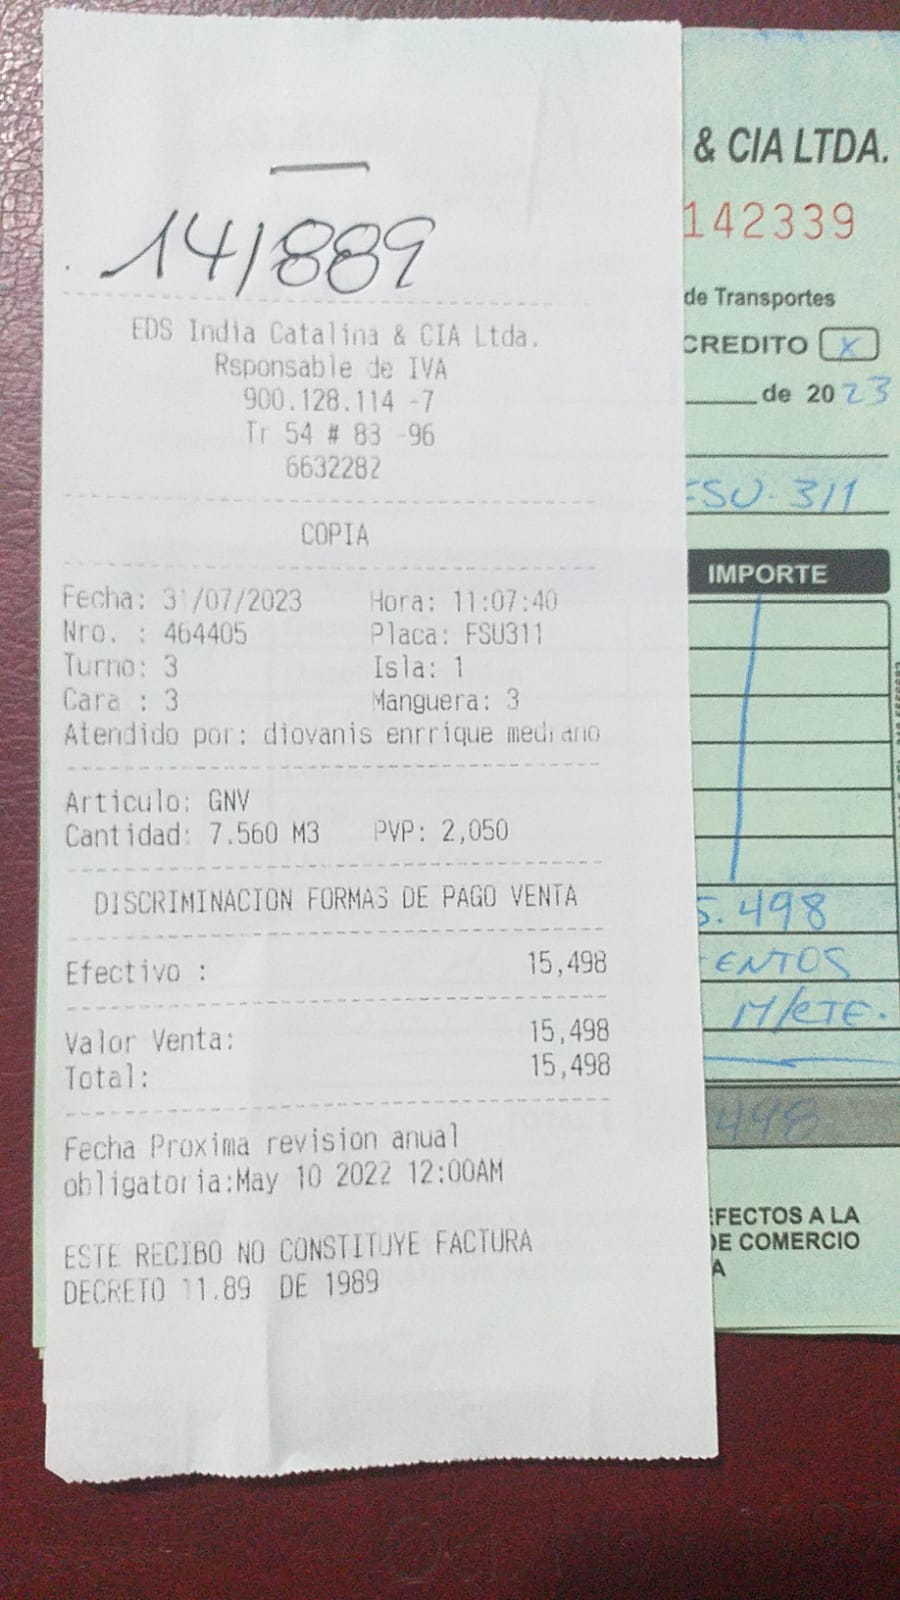 14/889
EDS India Catalina & CIA Ltda.
Rsponsable de IVA
900.128.114 -7
Tr 54 # 83 -96
6632282
COPIA
Fecha: 31/07/2023 Hora: 11:07:40
Nro. : 464405 Placa: FSU311
Turno: 3 Isla: 1
Cara : 3 Manguera: 3
Atendido por: diovanis enrrique medrano
Articulo: GNV
Cantidad: 7.560 M3 PVP: 2,050
DISCRIMINACION FORMAS DE PAGO VENTA
Efectivo : 15,498
Valor Venta: 15,498
Total: 15,498
Fecha Proxima revision anual
obligatoria:May 10 2022 12:00AM
ESTE RECIBO NO CONSTITUYE FACTURA
DECRETO 11.89 DE 1989
& CIA LTDA.
142339
de Transportes
CREDITO X
de 2023
FSU-311
IMPORTE
5.498
ENTOS
M/CTE.
498
EFECTOS A LA
DE COMERCIO
A